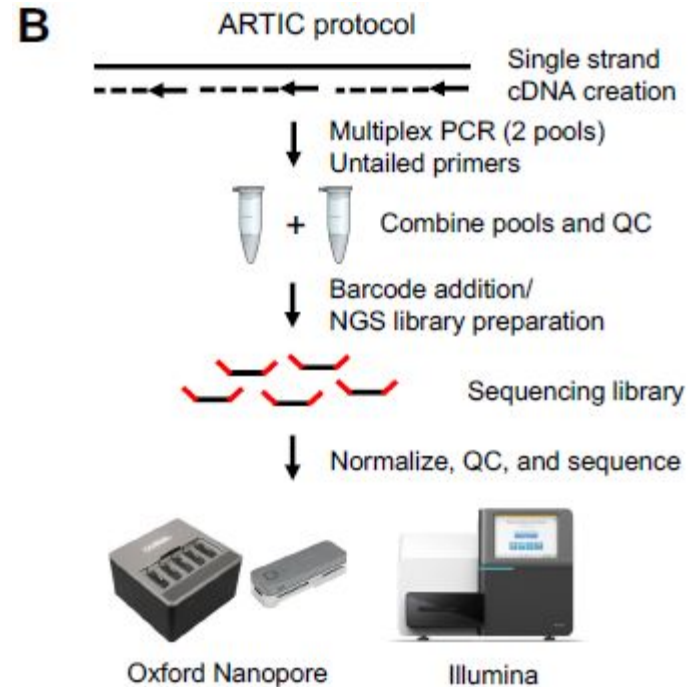 B
ARTIC protocol
Single strand
cDNA creation
Multiplex PCR (2 pools)
Untailed primers
+
Combine pools and QC
Barcode addition/
NGS library preparation
Sequencing library
Normalize, QC, and sequence
Oxford Nanopore
Illumina